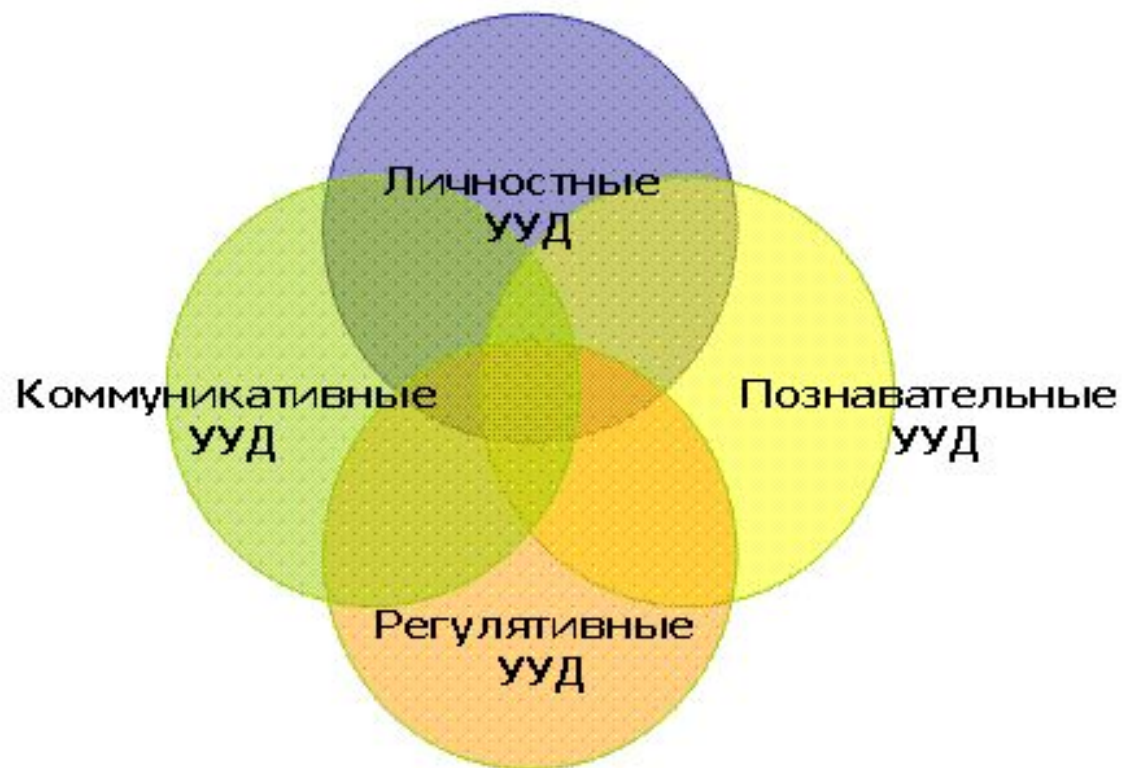 Личностные
УУД
Коммуникативные
УУД
Познавательные
УУД
Регулятивные
УУД